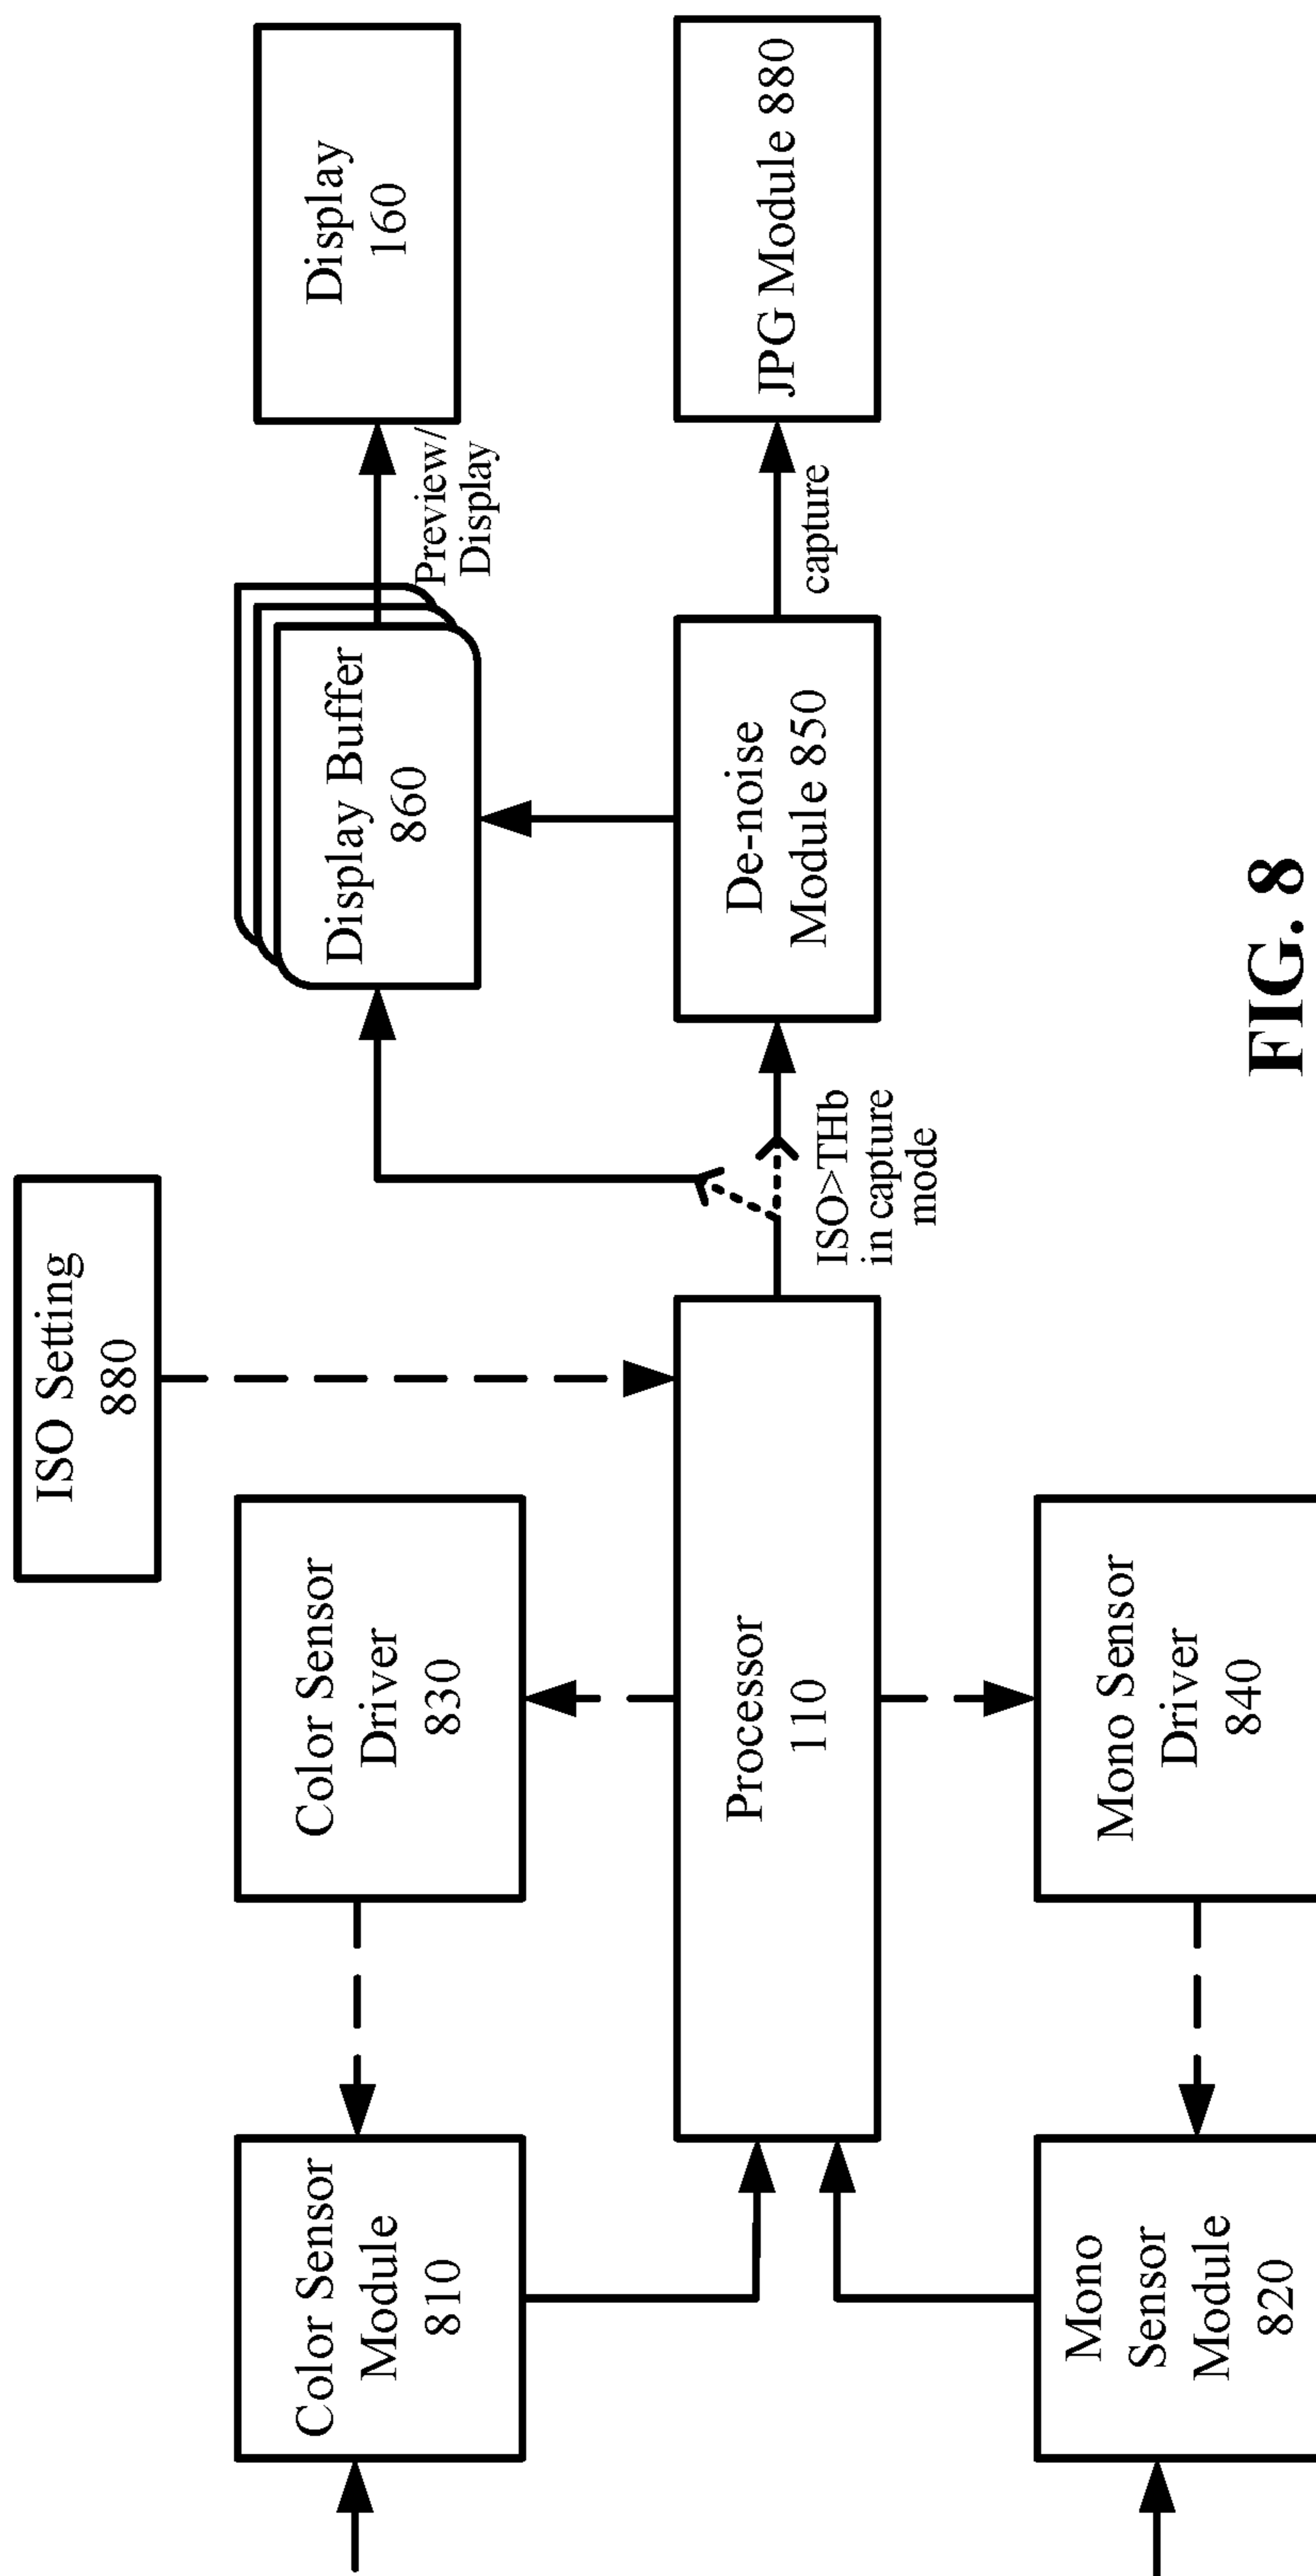 ISO Setting
880
Color Sensor
Module
810
Color Sensor
Driver
830
Display Buffer
860
Preview/
Display
Display
160
Processor
110
ISO>THb
in capture
mode
De-noise
Module 850
capture
JPG Module 880
Mono
Sensor
Module
820
Mono Sensor
Driver
840
FIG. 8